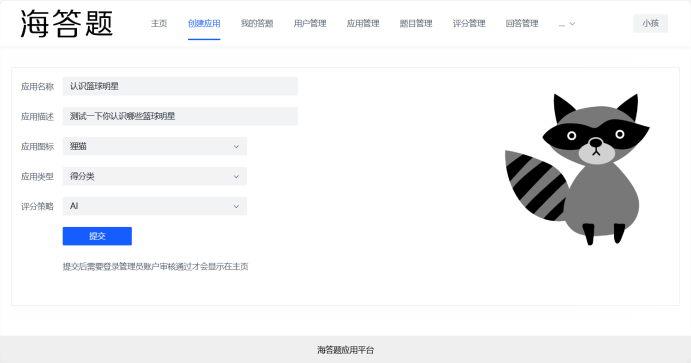 海答题
主页 创建应用 我的答题 用户管理 应用管理 题目管理 评分管理 回答管理 ...
小孩
应用名称 认识篮球明星
应用描述 测试一下你认识哪些篮球明星
应用图标 狸猫
应用类型 得分类
评分策略 AI
提交
提交后需要登录管理员账户审核通过才会显示在主页
海答题应用平台